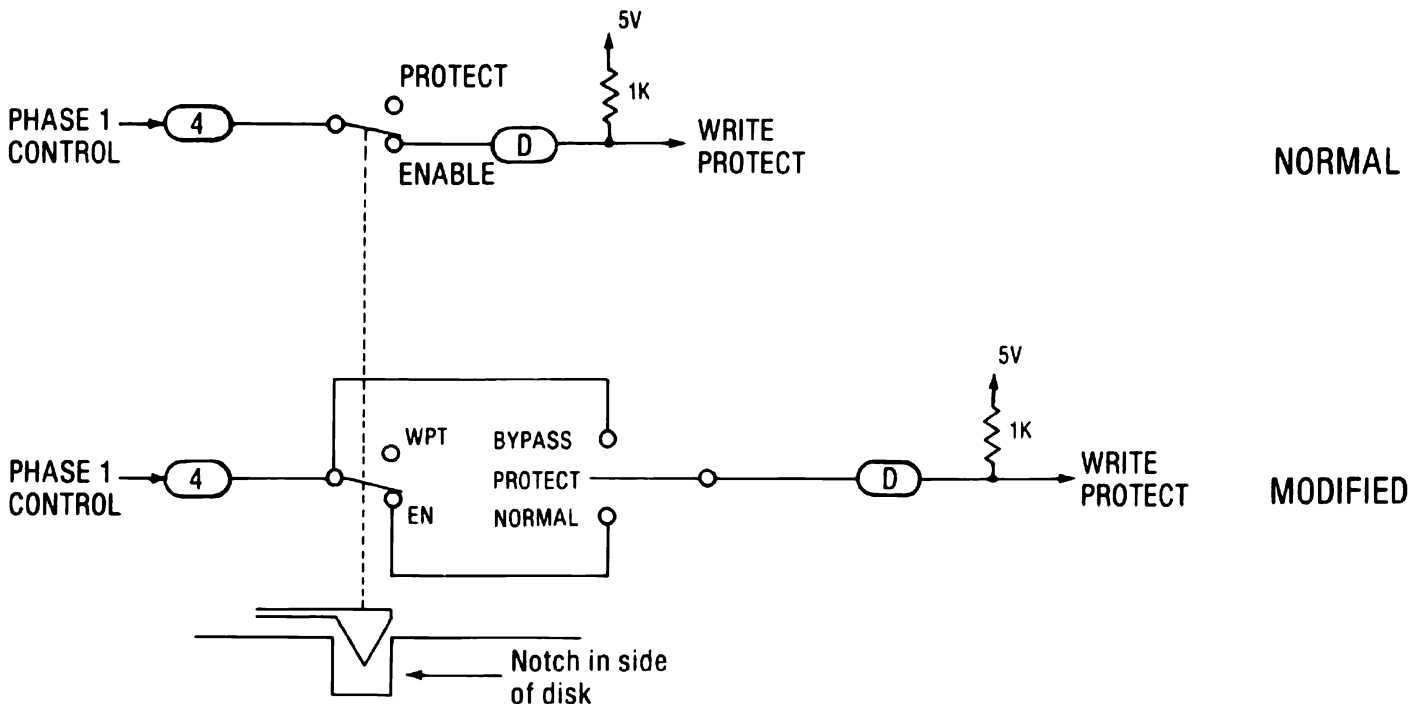 5V
PROTECT
1K
PHASE 1
CONTROL
4
D
WRITE
PROTECT
ENABLE
NORMAL
5V
1K
WPT
BYPASS
PHASE 1
CONTROL
4
PROTECT
D
WRITE
PROTECT
MODIFIED
EN
NORMAL
Notch in side
of disk